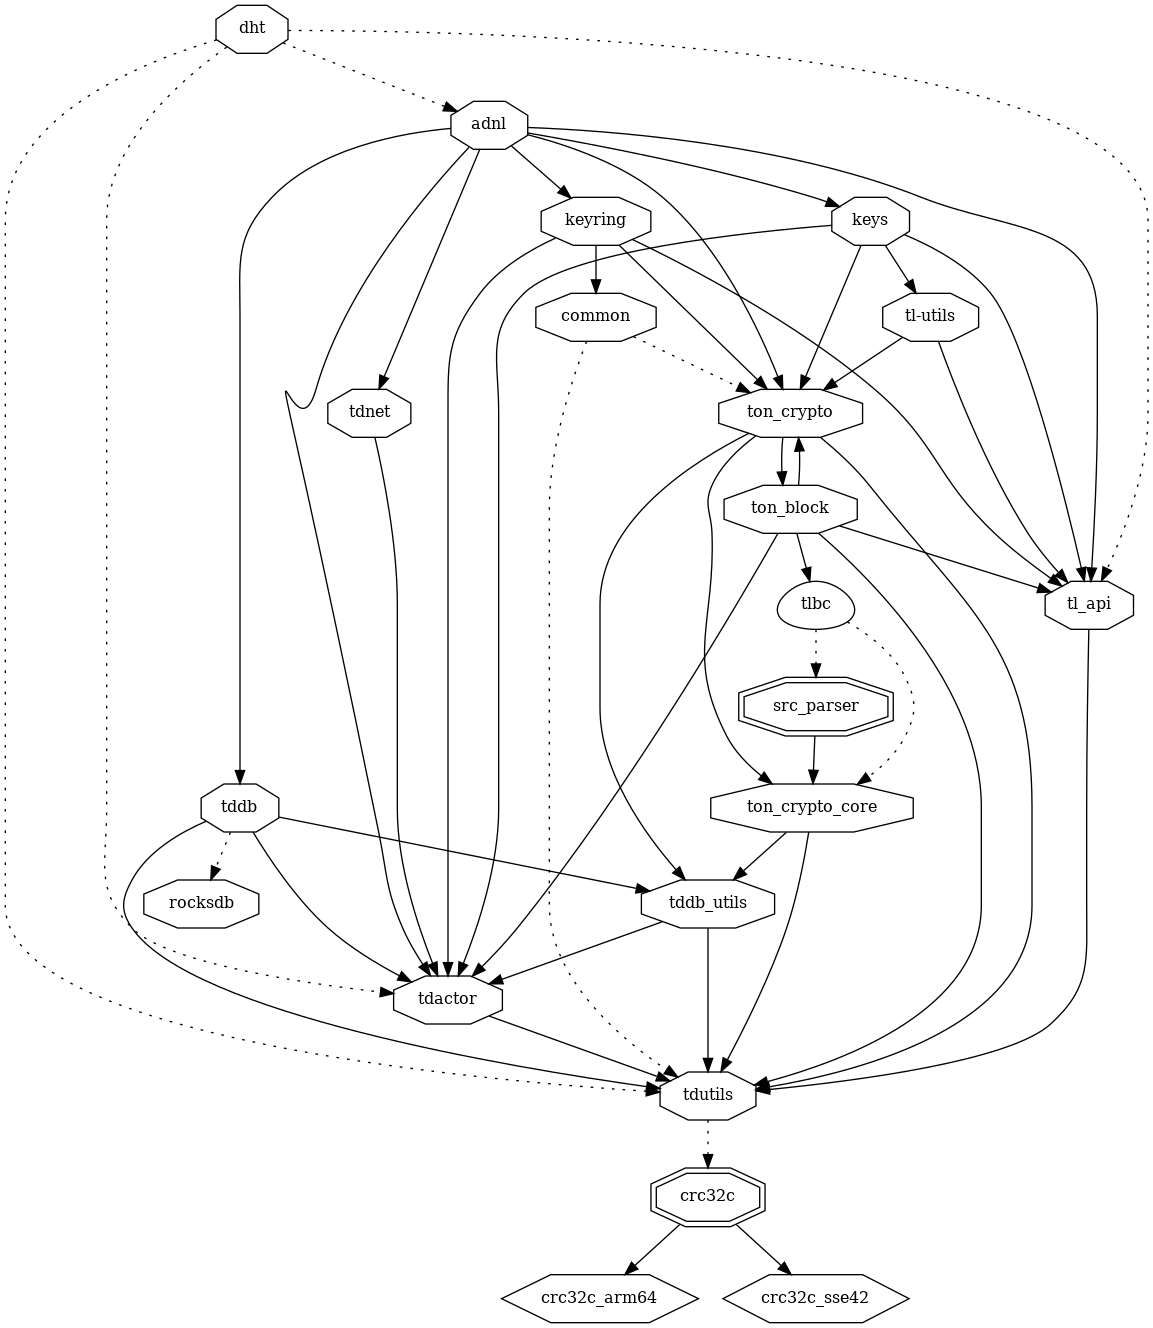 dht
adnl
keyring
keys
common
tl-utils
tdnet
ton_crypto
ton_block
tlbc
tl_api
src_parser
tddb
ton_crypto_core
rocksdb
tddb_utils
tdactor
tdutils
crc32c
crc32c_arm64
crc32c_sse42